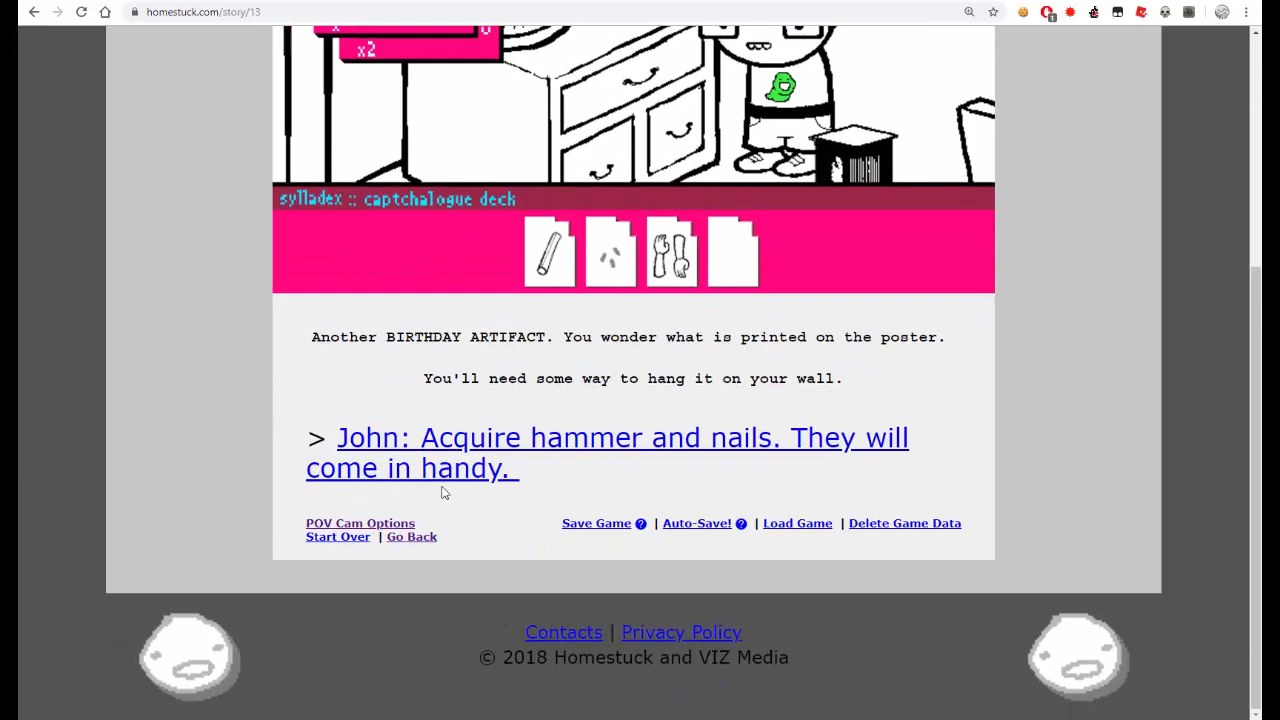 homestuck.com/story/13
1
x2
sylladex :: captchalogue deck
Another BIRTHDAY ARTIFACT. You wonder what is printed on the poster.
You'll need some way to hang it on your wall.
> John: Acquire hammer and nails. They will
come in handy.
POV Cam Options
Save Game ? | Auto-Save! ? | Load Game | Delete Game Data
Start Over | Go Back
Contacts | Privacy Policy
© 2018 Homestuck and VIZ Media